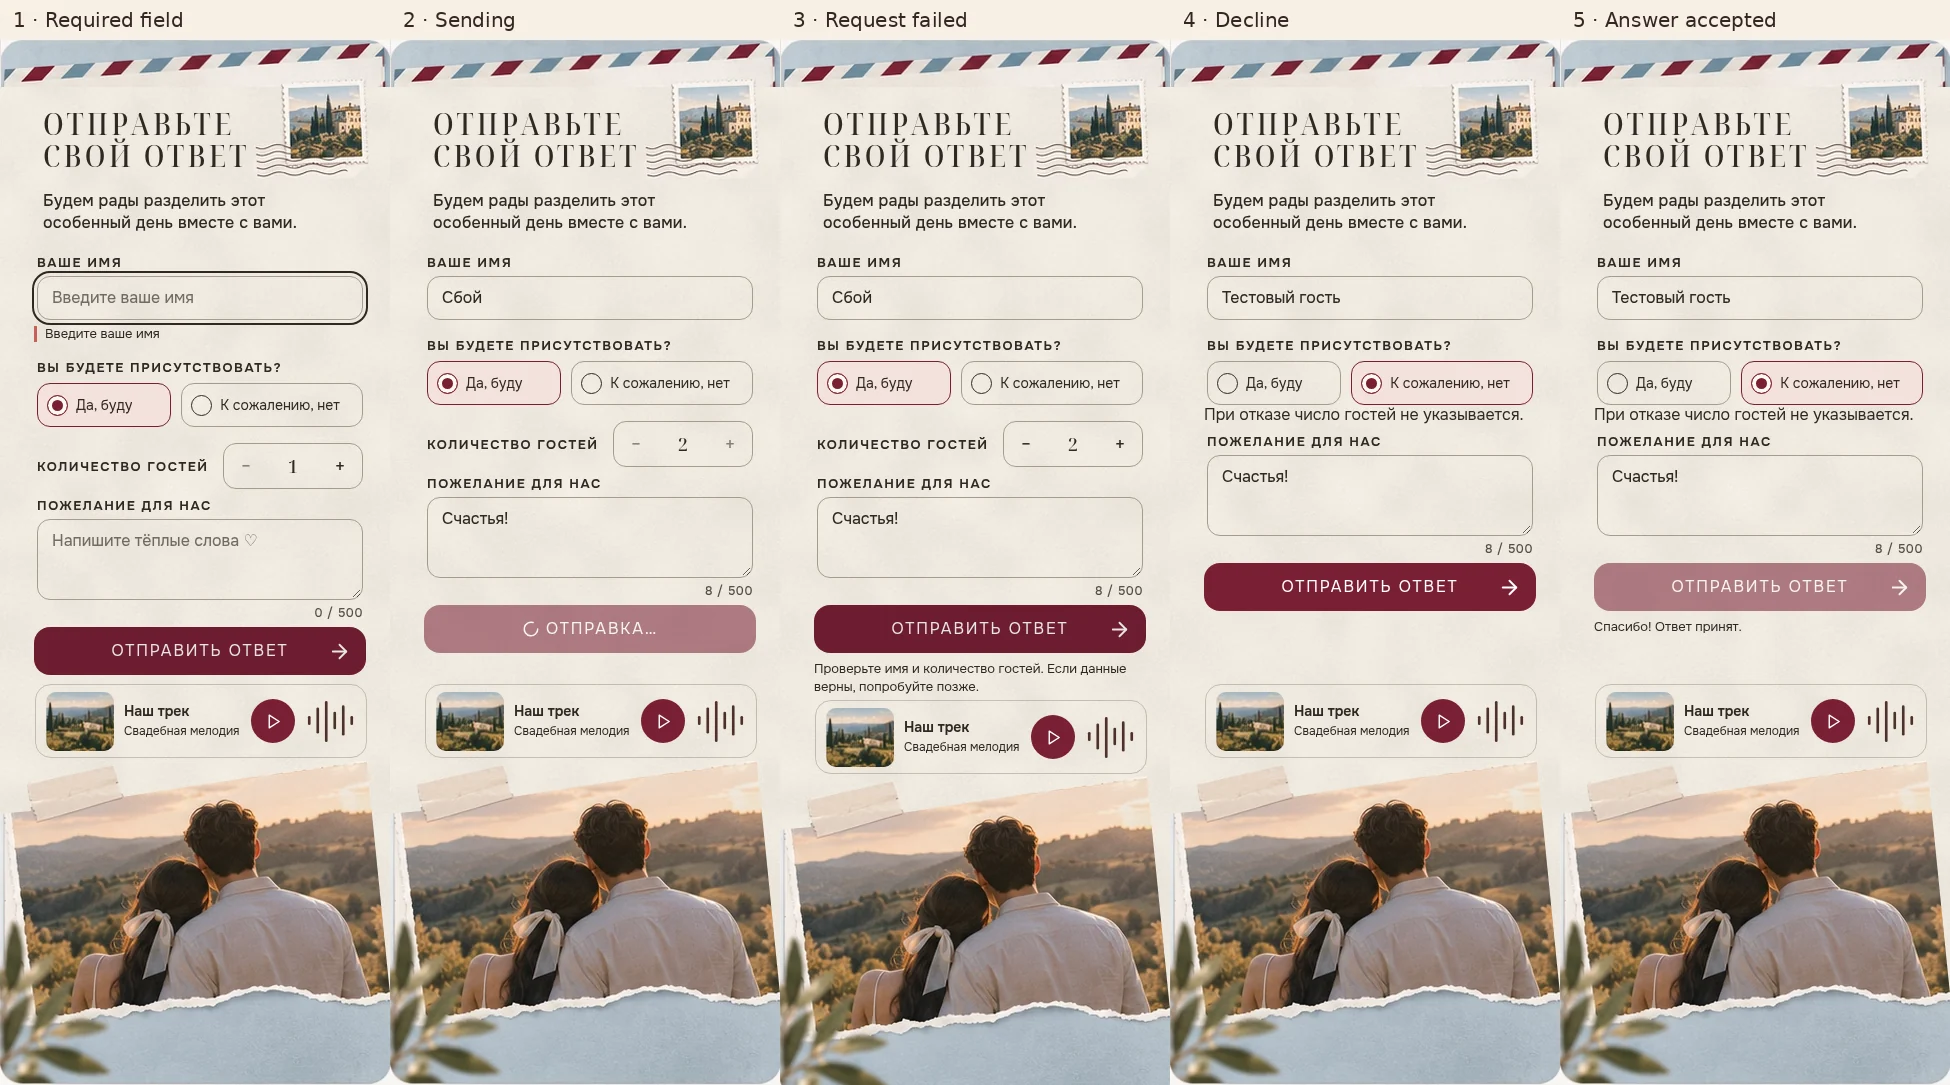 1 · Required field
ОТПРАВЬТЕ
СВОЙ ОТВЕТ
Будем рады разделить этот
особенный день вместе с вами.
ВАШЕ ИМЯ
Введите ваше имя
Введите ваше имя
ВЫ БУДЕТЕ ПРИСУТСТВОВАТЬ?
Да, буду
К сожалению, нет
КОЛИЧЕСТВО ГОСТЕЙ − 1 +
ПОЖЕЛАНИЕ ДЛЯ НАС
Напишите тёплые слова ♡
0 / 500
ОТПРАВИТЬ ОТВЕТ →
Наш трек
Свадебная мелодия
2 · Sending
ОТПРАВЬТЕ
СВОЙ ОТВЕТ
Будем рады разделить этот
особенный день вместе с вами.
ВАШЕ ИМЯ
Сбой
ВЫ БУДЕТЕ ПРИСУТСТВОВАТЬ?
Да, буду
К сожалению, нет
КОЛИЧЕСТВО ГОСТЕЙ − 2 +
ПОЖЕЛАНИЕ ДЛЯ НАС
Счастья!
8 / 500
ОТПРАВКА…
Наш трек
Свадебная мелодия
3 · Request failed
ОТПРАВЬТЕ
СВОЙ ОТВЕТ
Будем рады разделить этот
особенный день вместе с вами.
ВАШЕ ИМЯ
Сбой
ВЫ БУДЕТЕ ПРИСУТСТВОВАТЬ?
Да, буду
К сожалению, нет
КОЛИЧЕСТВО ГОСТЕЙ − 2 +
ПОЖЕЛАНИЕ ДЛЯ НАС
Счастья!
8 / 500
ОТПРАВИТЬ ОТВЕТ →
Проверьте имя и количество гостей. Если данные
верны, попробуйте позже.
Наш трек
Свадебная мелодия
4 · Decline
ОТПРАВЬТЕ
СВОЙ ОТВЕТ
Будем рады разделить этот
особенный день вместе с вами.
ВАШЕ ИМЯ
Тестовый гость
ВЫ БУДЕТЕ ПРИСУТСТВОВАТЬ?
Да, буду
К сожалению, нет
При отказе число гостей не указывается.
ПОЖЕЛАНИЕ ДЛЯ НАС
Счастья!
8 / 500
ОТПРАВИТЬ ОТВЕТ →
Наш трек
Свадебная мелодия
5 · Answer accepted
ОТПРАВЬТЕ
СВОЙ ОТВЕТ
Будем рады разделить этот
особенный день вместе с вами.
ВАШЕ ИМЯ
Тестовый гость
ВЫ БУДЕТЕ ПРИСУТСТВОВАТЬ?
Да, буду
К сожалению, нет
При отказе число гостей не указывается.
ПОЖЕЛАНИЕ ДЛЯ НАС
Счастья!
8 / 500
ОТПРАВИТЬ ОТВЕТ →
Спасибо! Ответ принят.
Наш трек
Свадебная мелодия